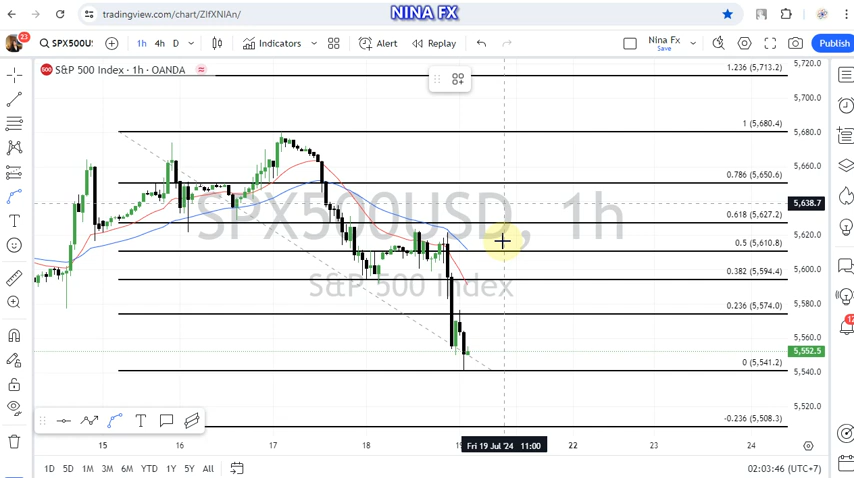 NINA FX
tradingview.com/chart/ZIfXNIAn/
23
SPX500U
1h
4h
D
Indicators
Alert
Replay
Nina Fx
Save
Publish
500
S&P 500 Index · 1h · OANDA
SPX500USD, 1h
S&P 500 Index
1.236 (5,713.2)
1 (5,680.4)
0.786 (5,650.6)
0.618 (5,627.2)
0.5 (5,610.8)
0.382 (5,594.4)
0.236 (5,574.0)
0 (5,541.2)
-0.236 (5,508.3)
5,720.0
5,700.0
5,680.0
5,660.0
5,638.7
5,620.0
5,600.0
5,580.0
5,560.0
5,552.5
5,540.0
5,520.0
15
16
17
18
Fri 19 Jul '24 11:00
22
23
24
1D 5D 1M 3M 6M YTD 1Y 5Y All
02:03:46 (UTC+7)